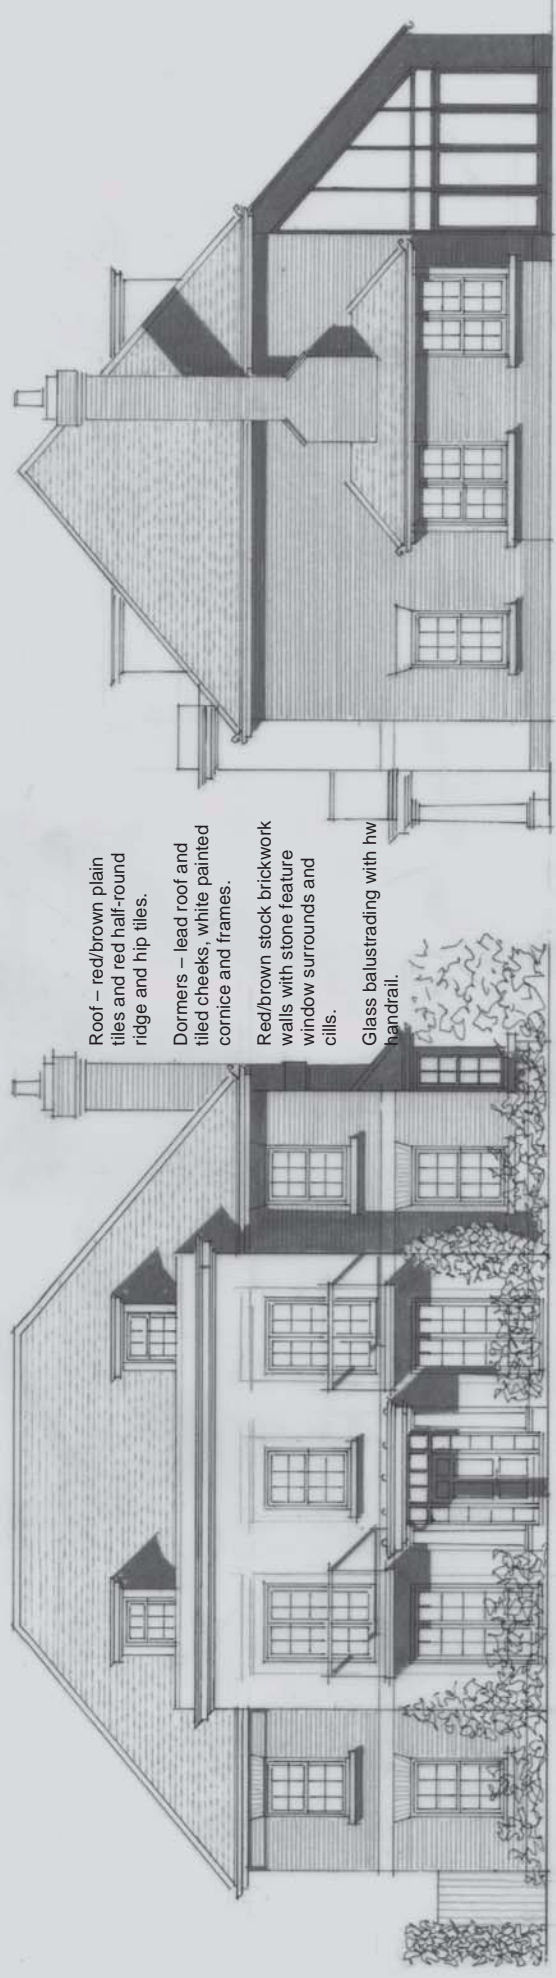 Roof – red/brown plain
tiles and red half-round
ridge and hip tiles.
Dormers – lead roof and
tiled cheeks, white painted
cornice and frames.
Red/brown stock brickwork
walls with stone feature
window surrounds and
cills.
Glass balustrading with hw
handrail.